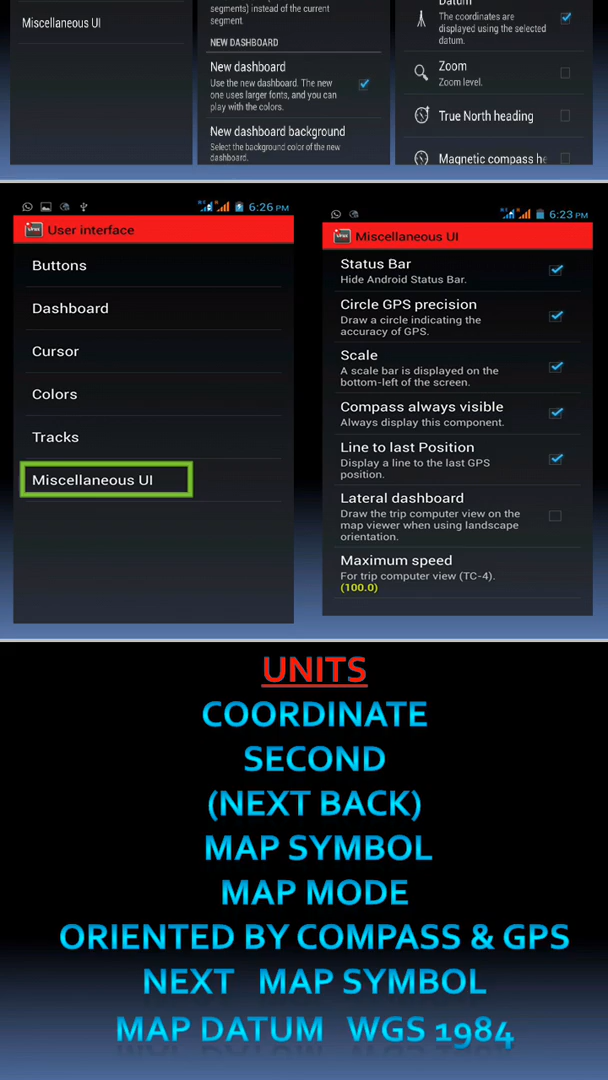 Miscellaneous UI
segments) instead of the current
segment.
NEW DASHBOARD
New dashboard
Use the new dashboard. The new
one uses larger fonts, and you can
play with the colors.
New dashboard background
Select the background color of the new
dashboard.
Datum
The coordinates are
displayed using the selected
datum.
Zoom
Zoom level.
True North heading
Magnetic compass he
6:26 PM
User interface
Buttons
Dashboard
Cursor
Colors
Tracks
Miscellaneous UI
6:23 PM
Miscellaneous UI
Status Bar
Hide Android Status Bar.
Circle GPS precision
Draw a circle indicating the
accuracy of GPS.
Scale
A scale bar is displayed on the
bottom-left of the screen.
Compass always visible
Always display this component.
Line to last Position
Display a line to the last GPS
position.
Lateral dashboard
Draw the trip computer view on the
map viewer when using landscape
orientation.
Maximum speed
For trip computer view (TC-4).
(100.0)
UNITS
COORDINATE
SECOND
(NEXT BACK)
MAP SYMBOL
MAP MODE
ORIENTED BY COMPASS & GPS
NEXT MAP SYMBOL
MAP DATUM WGS 1984